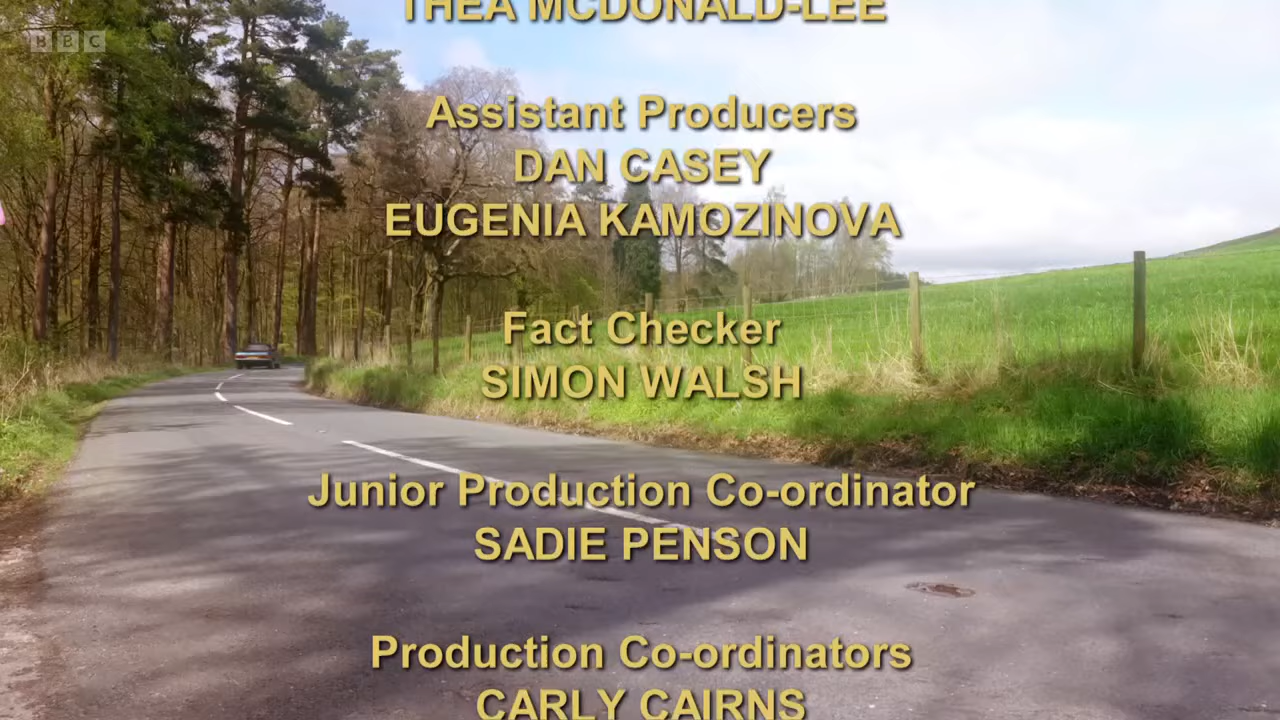 BBC
THEA MCDONALD-LEE
Assistant Producers
DAN CASEY
EUGENIA KAMOZINOVA
Fact Checker
SIMON WALSH
Junior Production Co-ordinator
SADIE PENSON
Production Co-ordinators
CARLY CAIRNS